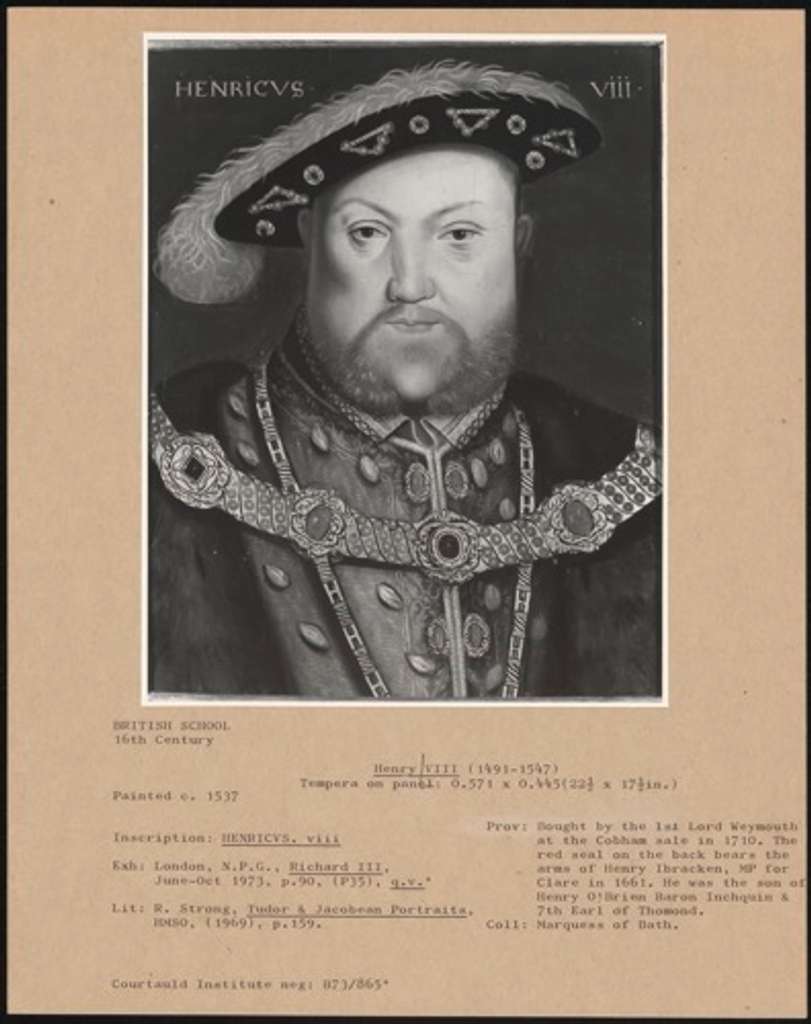 HENRICVS · VIII ·
BRITISH SCHOOL
16th Century
Henry VIII (1491-1547)
Tempera on panel: 0.571 x 0.445(22½ x 17½in.)
Painted c. 1537
Inscription: HENRICVS. viii
Exh: London, N.P.G., Richard III,
June-Oct 1973, p.90, (P35), q.v.*
Lit: R. Strong, Tudor & Jacobean Portraits,
HMSO, (1969), p.159.
Prov: Bought by the 1st Lord Weymouth
at the Cobham sale in 1710. The
red seal on the back bears the
arms of Henry Ibracken, MP for
Clare in 1661. He was the son of
Henry O'Brien Baron Inchquin &
7th Earl of Thomond.
Coll: Marquess of Bath.
Courtauld Institute neg: B73/865*